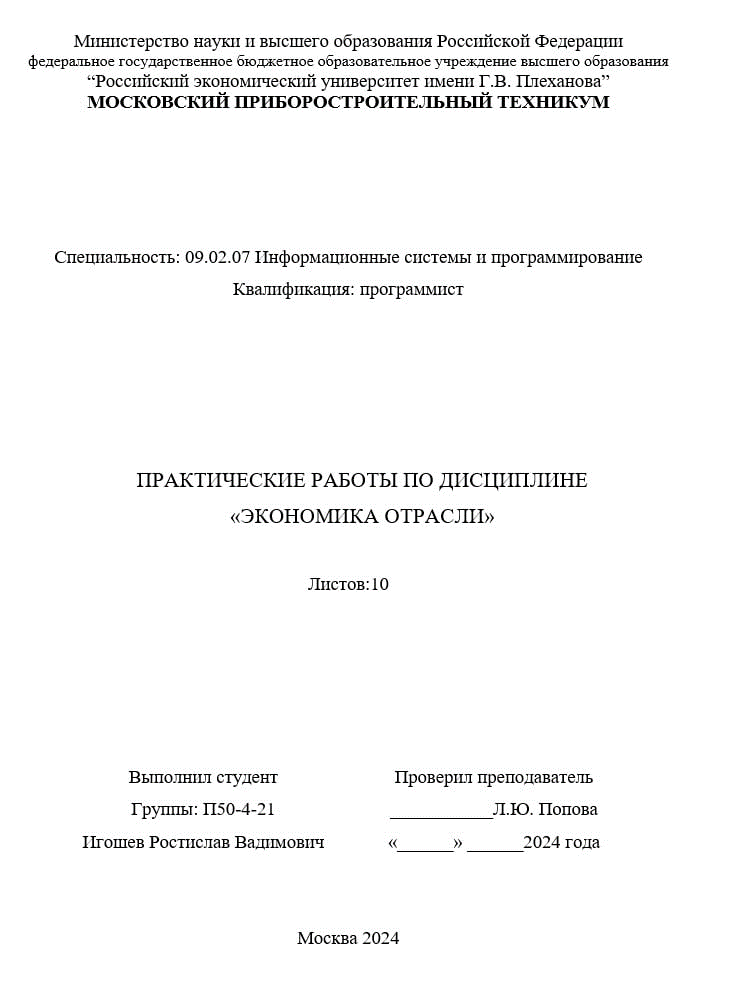 Министерство науки и высшего образования Российской Федерации
федеральное государственное бюджетное образовательное учреждение высшего образования
“Российский экономический университет имени Г.В. Плеханова”
МОСКОВСКИЙ ПРИБОРОСТРОИТЕЛЬНЫЙ ТЕХНИКУМ
Специальность: 09.02.07 Информационные системы и программирование
Квалификация: программист
ПРАКТИЧЕСКИЕ РАБОТЫ ПО ДИСЦИПЛИНЕ
«ЭКОНОМИКА ОТРАСЛИ»
Листов:10
Выполнил студент
Группы: П50-4-21
Игошев Ростислав Вадимович
Проверил преподаватель
___________Л.Ю. Попова
«______» ______2024 года
Москва 2024